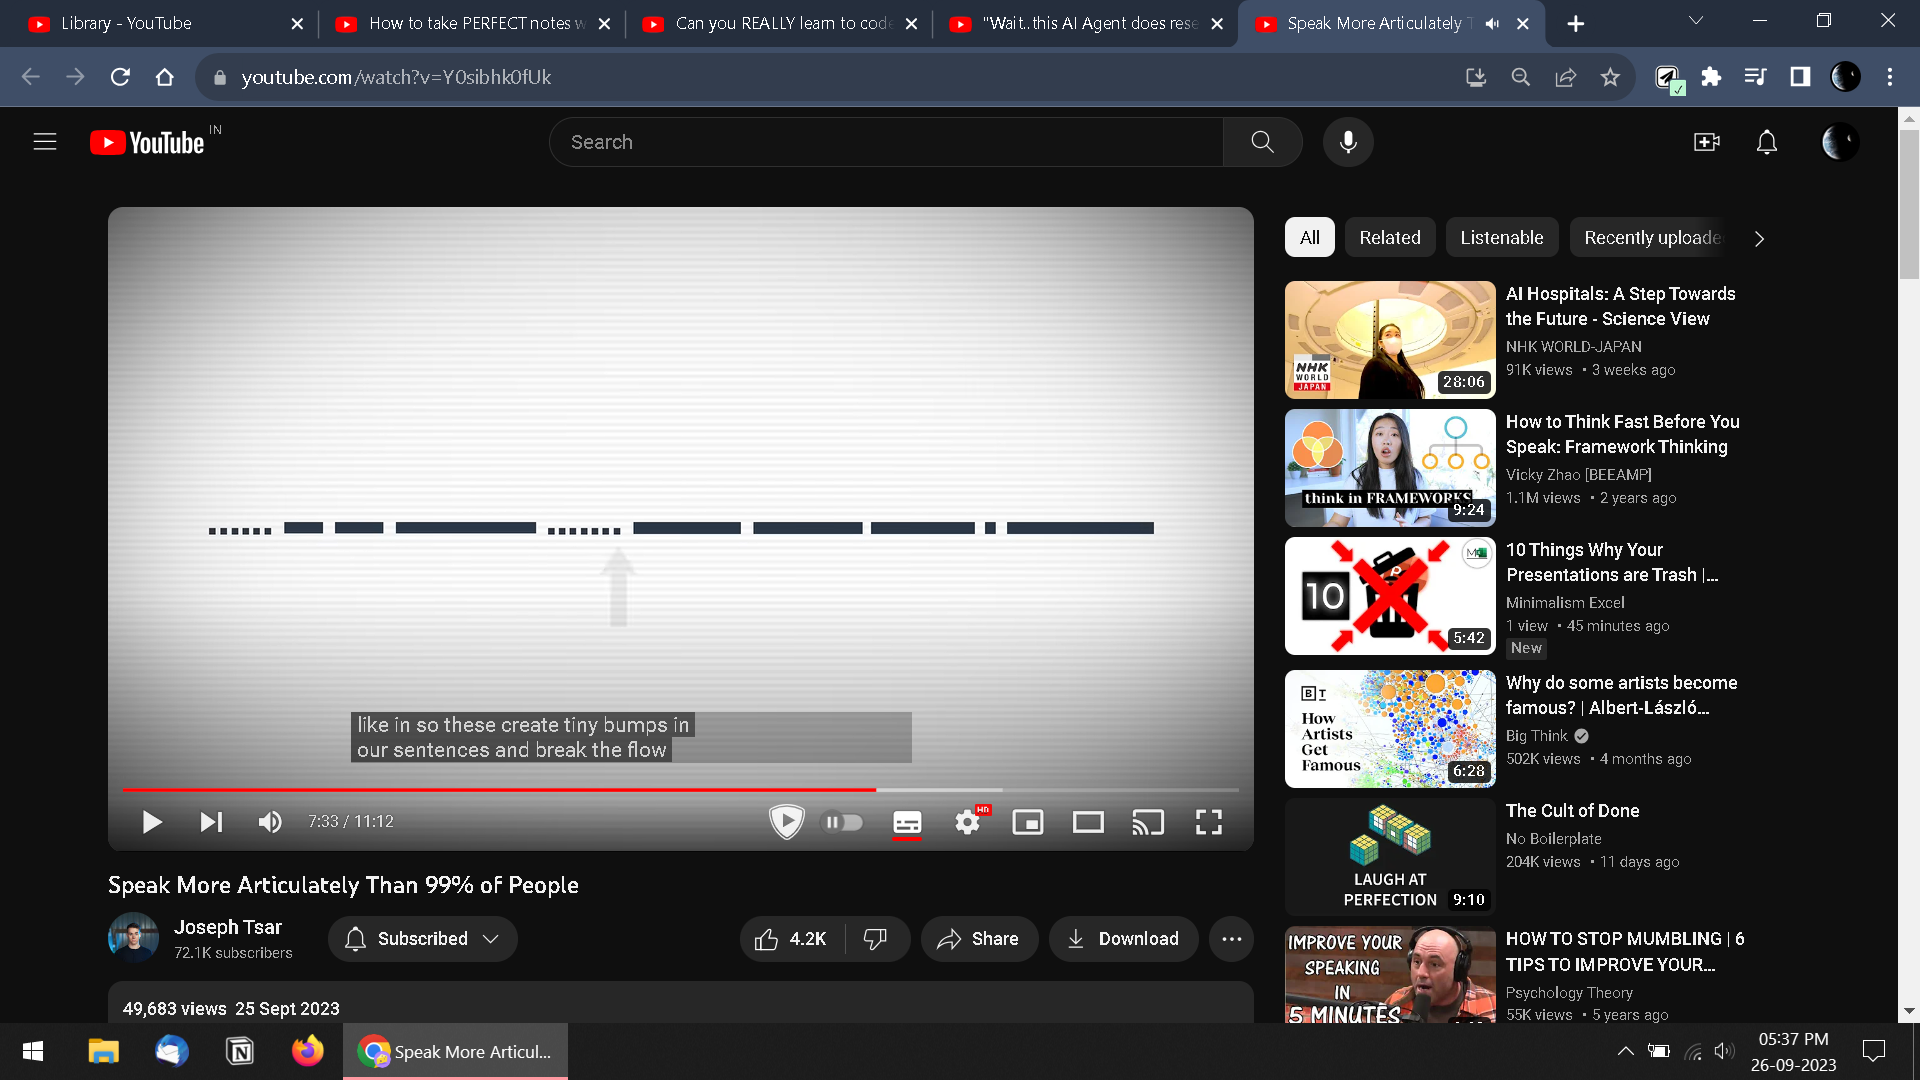 Library - YouTube
How to take PERFECT notes w
Can you REALLY learn to code
"Wait..this AI Agent does rese
Speak More Articulately T
youtube.com/watch?v=Y0sibhk0fUk
YouTube IN
Search
All
Related
Listenable
Recently uploade
AI Hospitals: A Step Towards
the Future - Science View
NHK WORLD-JAPAN
91K views • 3 weeks ago
NHK
WORLD
JAPAN
28:06
How to Think Fast Before You
Speak: Framework Thinking
Vicky Zhao [BEEAMP]
1.1M views • 2 years ago
think in FRAMEWORKS
9:24
10 Things Why Your
Presentations are Trash |...
Minimalism Excel
1 view • 45 minutes ago
New
10
5:42
Why do some artists become
famous? | Albert-László...
Big Think
502K views • 4 months ago
B T
How
Artists
Get
Famous
6:28
The Cult of Done
No Boilerplate
204K views • 11 days ago
LAUGH AT
PERFECTION
9:10
HOW TO STOP MUMBLING | 6
TIPS TO IMPROVE YOUR...
Psychology Theory
55K views • 5 years ago
IMPROVE YOUR
SPEAKING
IN
5 MINUTES
like in so these create tiny bumps in
our sentences and break the flow
7:33 / 11:12
HD
Speak More Articulately Than 99% of People
Joseph Tsar
72.1K subscribers
Subscribed
4.2K
Share
Download
49,683 views 25 Sept 2023
Speak More Articul...
05:37 PM
26-09-2023